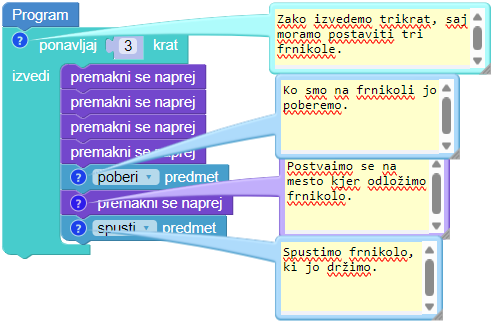 Program
? ponavljaj 3 krat
izvedi premakni se naprej
premakni se naprej
premakni se naprej
premakni se naprej
? poberi predmet
? premakni se naprej
? spusti predmet
Zako izvedemo trikrat, saj
moramo postaviti tri
frnikole.
Ko smo na frnikoli jo
poberemo.
Postvaimo se na
mesto kjer odložimo
frnikolo.
Spustimo frnikolo,
ki jo držimo.